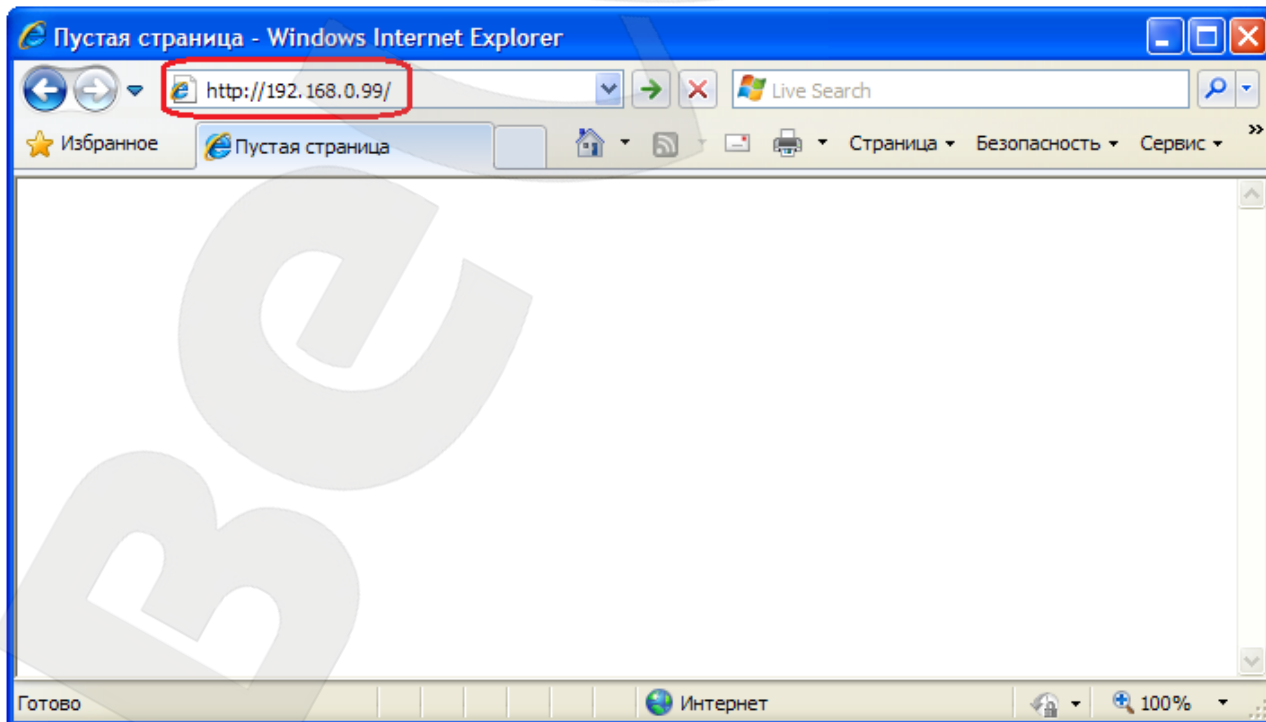 Пустая страница - Windows Internet Explorer
http://192.168.0.99/
Live Search
Избранное
Пустая страница
Страница
Безопасность
Сервис
»
Be
Готово
Интернет
100%